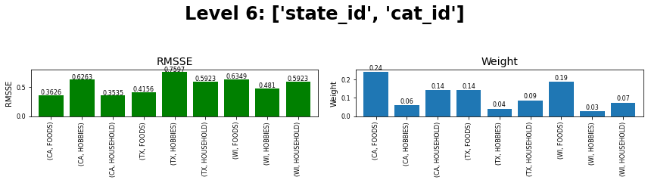 Level 6: ['state_id', 'cat_id']
RMSSE
RMSSE
0.5
0.0
0.3626
0.6263
0.3535
0.4156
0.7597
0.5923
0.6349
0.481
0.5923
(CA, FOODS)
(CA, HOBBIES)
(CA, HOUSEHOLD)
(TX, FOODS)
(TX, HOBBIES)
(TX, HOUSEHOLD)
(WI, FOODS)
(WI, HOBBIES)
(WI, HOUSEHOLD)
Weight
Weight
0.2
0.1
0.0
0.24
0.06
0.14
0.14
0.04
0.09
0.19
0.03
0.07
(CA, FOODS)
(CA, HOBBIES)
(CA, HOUSEHOLD)
(TX, FOODS)
(TX, HOBBIES)
(TX, HOUSEHOLD)
(WI, FOODS)
(WI, HOBBIES)
(WI, HOUSEHOLD)